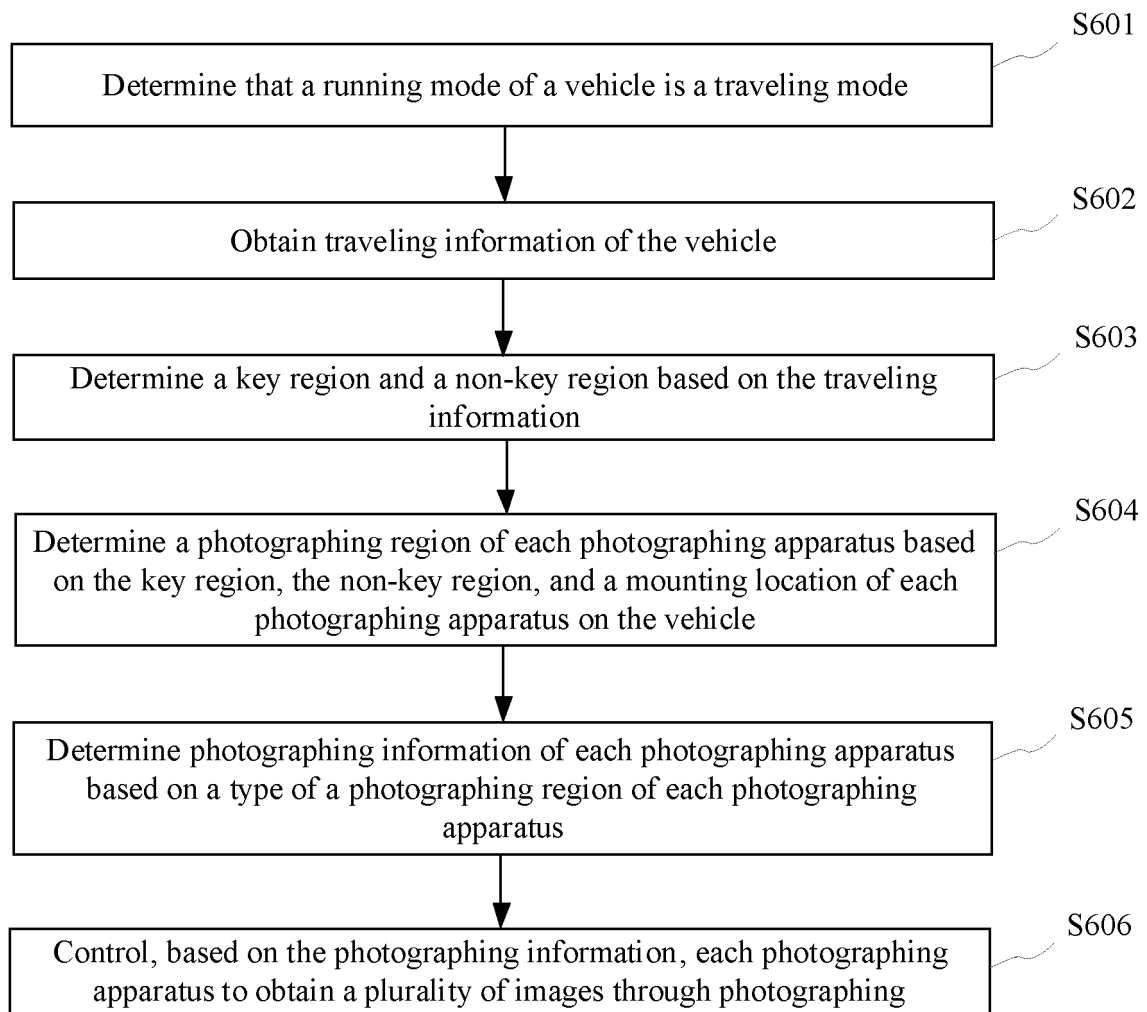 S601
Determine that a running mode of a vehicle is a traveling mode
S602
Obtain traveling information of the vehicle
S603
Determine a key region and a non-key region based on the traveling
information
S604
Determine a photographing region of each photographing apparatus based
on the key region, the non-key region, and a mounting location of each
photographing apparatus on the vehicle
S605
Determine photographing information of each photographing apparatus
based on a type of a photographing region of each photographing
apparatus
S606
Control, based on the photographing information, each photographing
apparatus to obtain a plurality of images through photographing